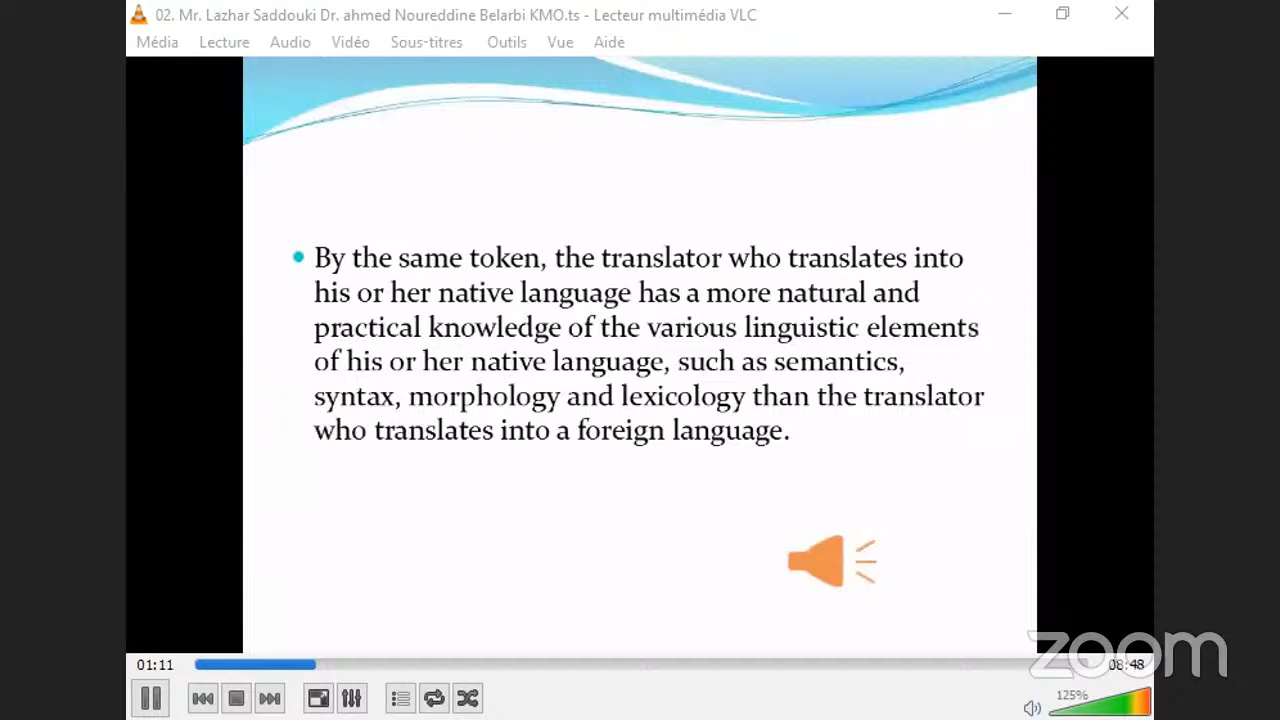 02. Mr. Lazhar Saddouki Dr. ahmed Noureddine Belarbi KMO.ts - Lecteur multimédia VLC
Média Lecture Audio Vidéo Sous-titres Outils Vue Aide
By the same token, the translator who translates into
his or her native language has a more natural and
practical knowledge of the various linguistic elements
of his or her native language, such as semantics,
syntax, morphology and lexicology than the translator
who translates into a foreign language.
zoom
01:11 08:48
125%